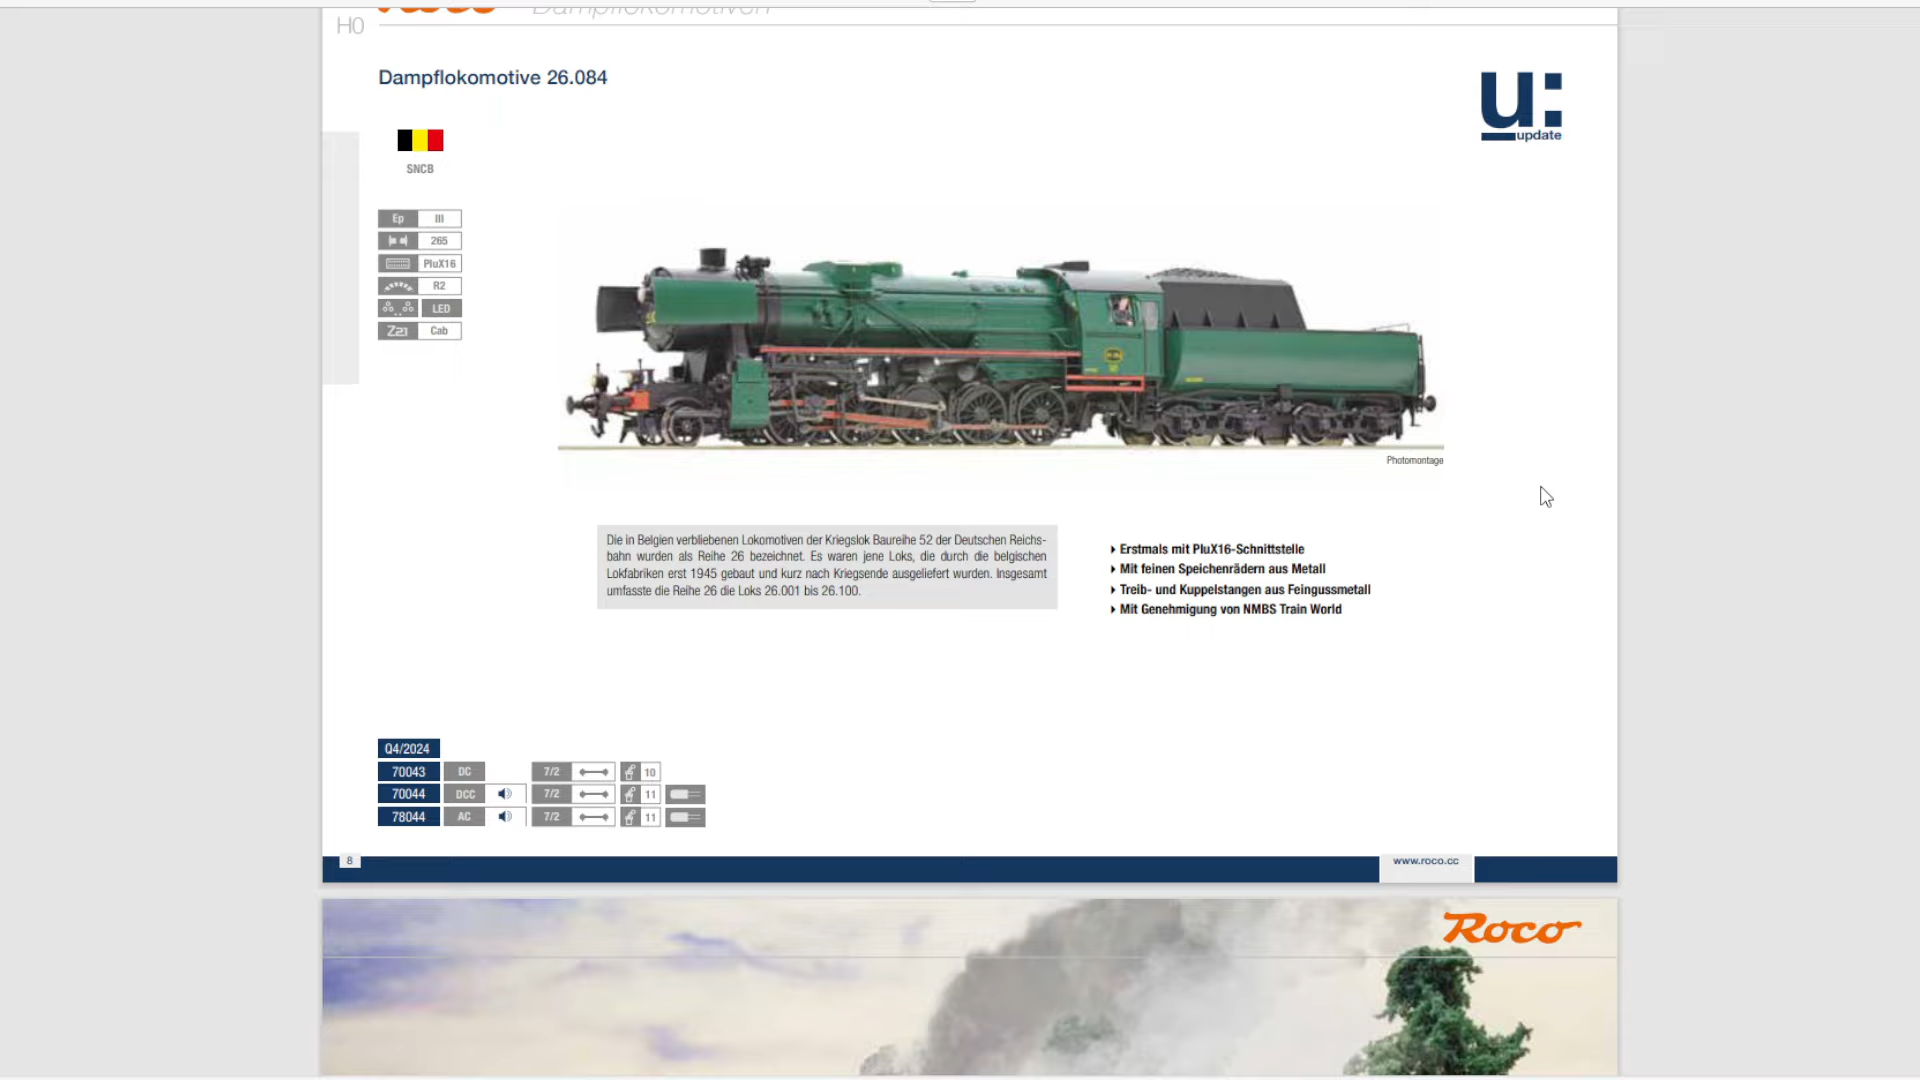 Roco Dampflokomotiven
H0
Dampflokomotive 26.084
u:
update
SNCB
Ep III
265
PluX16
R2
LED
Z21 Cab
Photomontage
Die in Belgien verbliebenen Lokomotiven der Kriegslok Baureihe 52 der Deutschen Reichs-
bahn wurden als Reihe 26 bezeichnet. Es waren jene Loks, die durch die belgischen
Lokfabriken erst 1945 gebaut und kurz nach Kriegsende ausgeliefert wurden. Insgesamt
umfasste die Reihe 26 die Loks 26.001 bis 26.100.
Erstmals mit PluX16-Schnittstelle
Mit feinen Speichenrädern aus Metall
Treib- und Kuppelstangen aus Feingussmetall
Mit Genehmigung von NMBS Train World
Q4/2024
70043 DC 7/2 10
70044 DCC 7/2 11
78044 AC 7/2 11
8
www.roco.cc
Roco